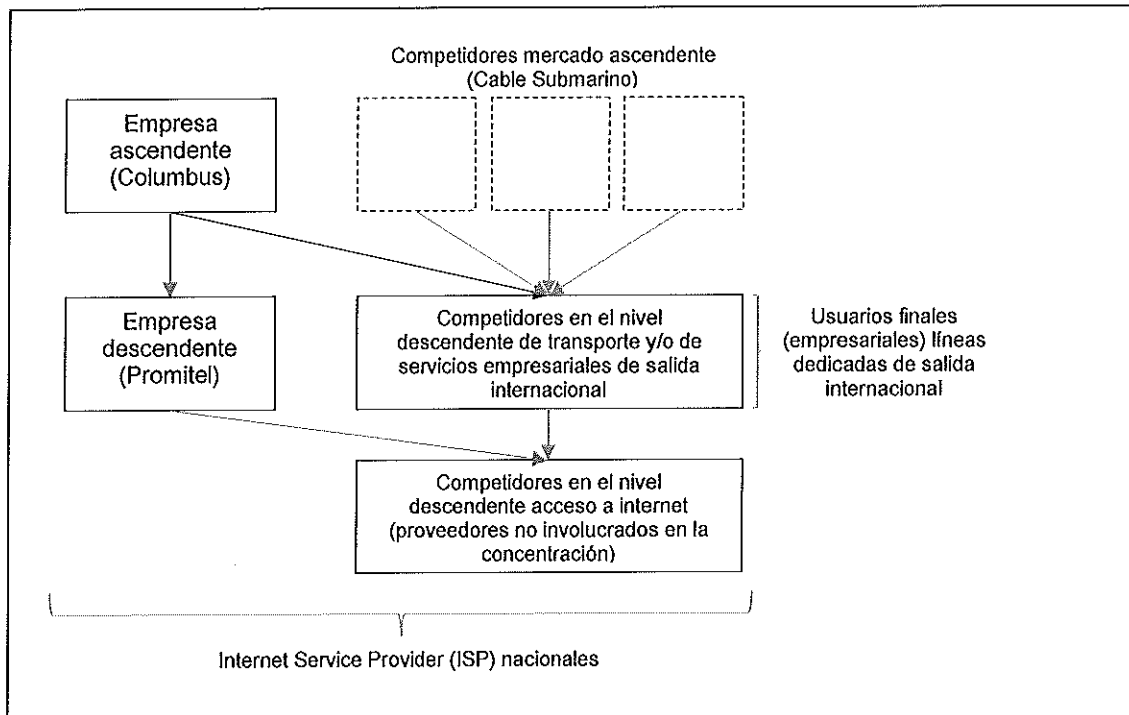 Competidores mercado ascendente
(Cable Submarino)
Empresa
ascendente
(Columbus)
Empresa
descendente
(Promitel)
Competidores en el nivel
descendente de transporte y/o de
servicios empresariales de salida
internacional
Usuarios finales
(empresariales) líneas
dedicadas de salida
internacional
Competidores en el nivel
descendente acceso a internet
(proveedores no involucrados en la
concentración)
Internet Service Provider (ISP) nacionales